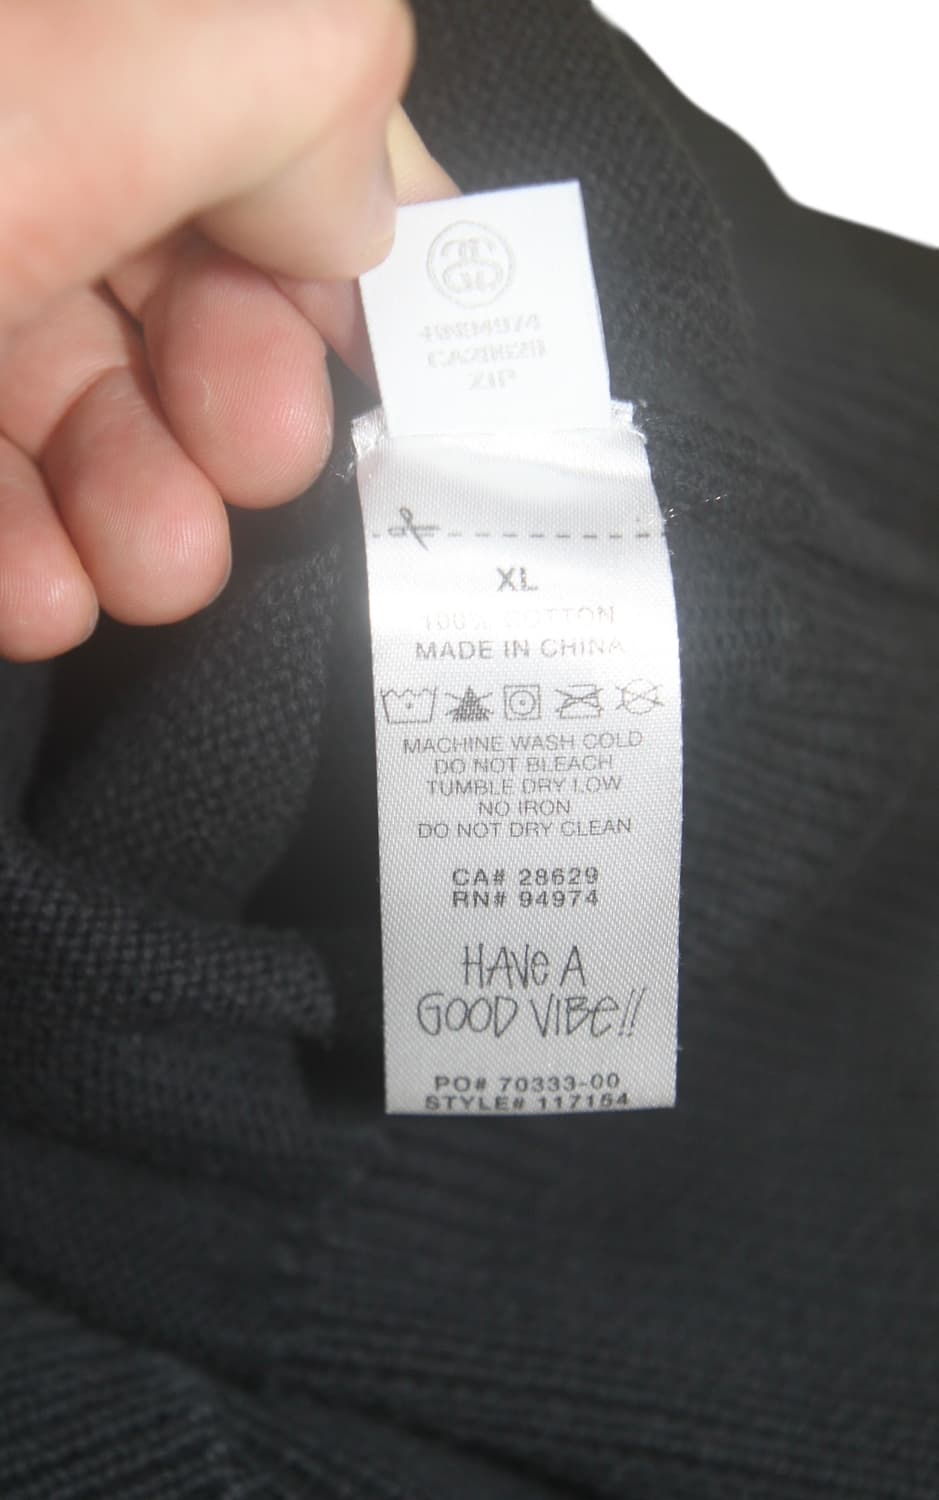 ZIP
XL
100% COTTON
MADE IN CHINA
MACHINE WASH COLD
DO NOT BLEACH
TUMBLE DRY LOW
NO IRON
DO NOT DRY CLEAN
CA# 28629
RN# 94974
HAVE A
GOOD VIBE!!
PO# 70333-00
STYLE# 117154